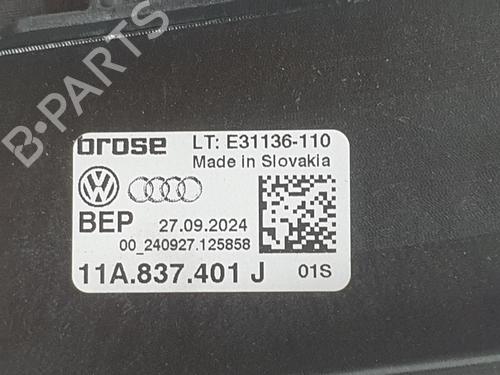 B-PARTS
brose LT: E31136-110
Made in Slovakia
BEP 27.09.2024
00_240927.125858
11A.837.401 J 01S